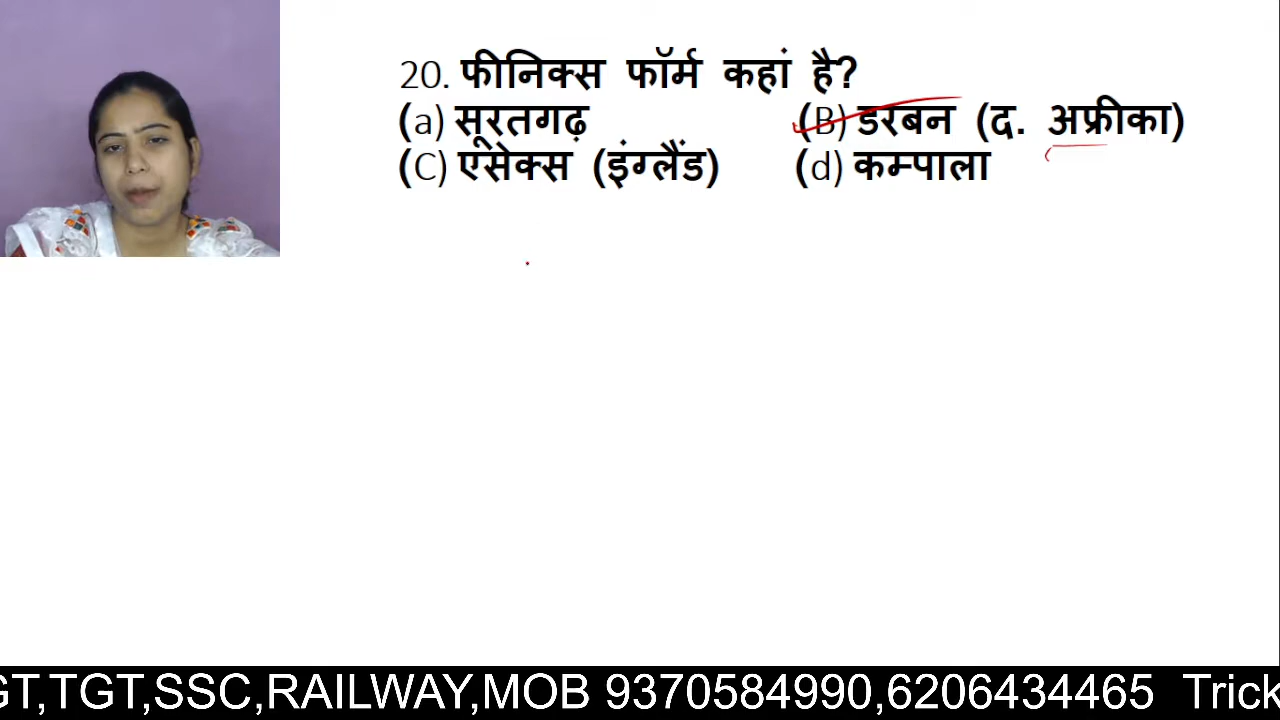 20. फीनिक्स फॉर्म कहां है?
(a) सूरतगढ़ (B) डरबन (द. अफ्रीका)
(C) एसेक्स (इंग्लैंड) (d) कम्पाला
GT,TGT,SSC,RAILWAY,MOB 9370584990,6206434465 Trick